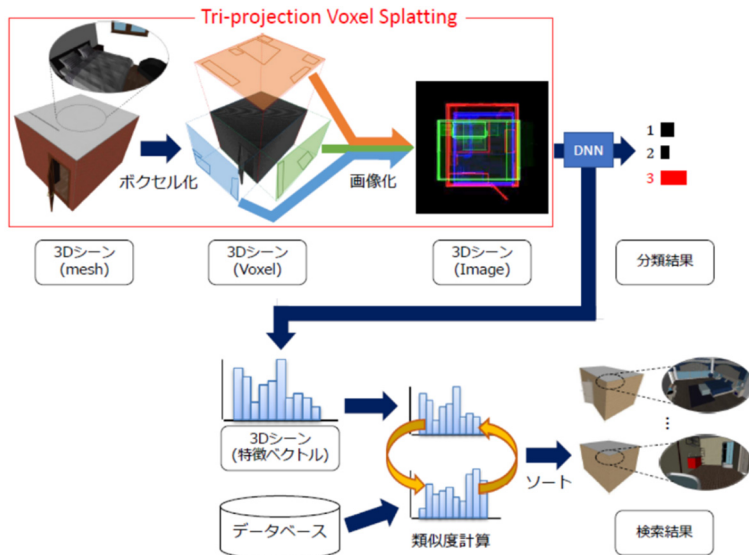 Tri-projection Voxel Splatting
ボクセル化
画像化
DNN
1
2
3
3Dシーン
(mesh)
3Dシーン
(Voxel)
3Dシーン
(Image)
分類結果
3Dシーン
(特徴ベクトル)
データベース
類似度計算
ソート
⋮
検索結果